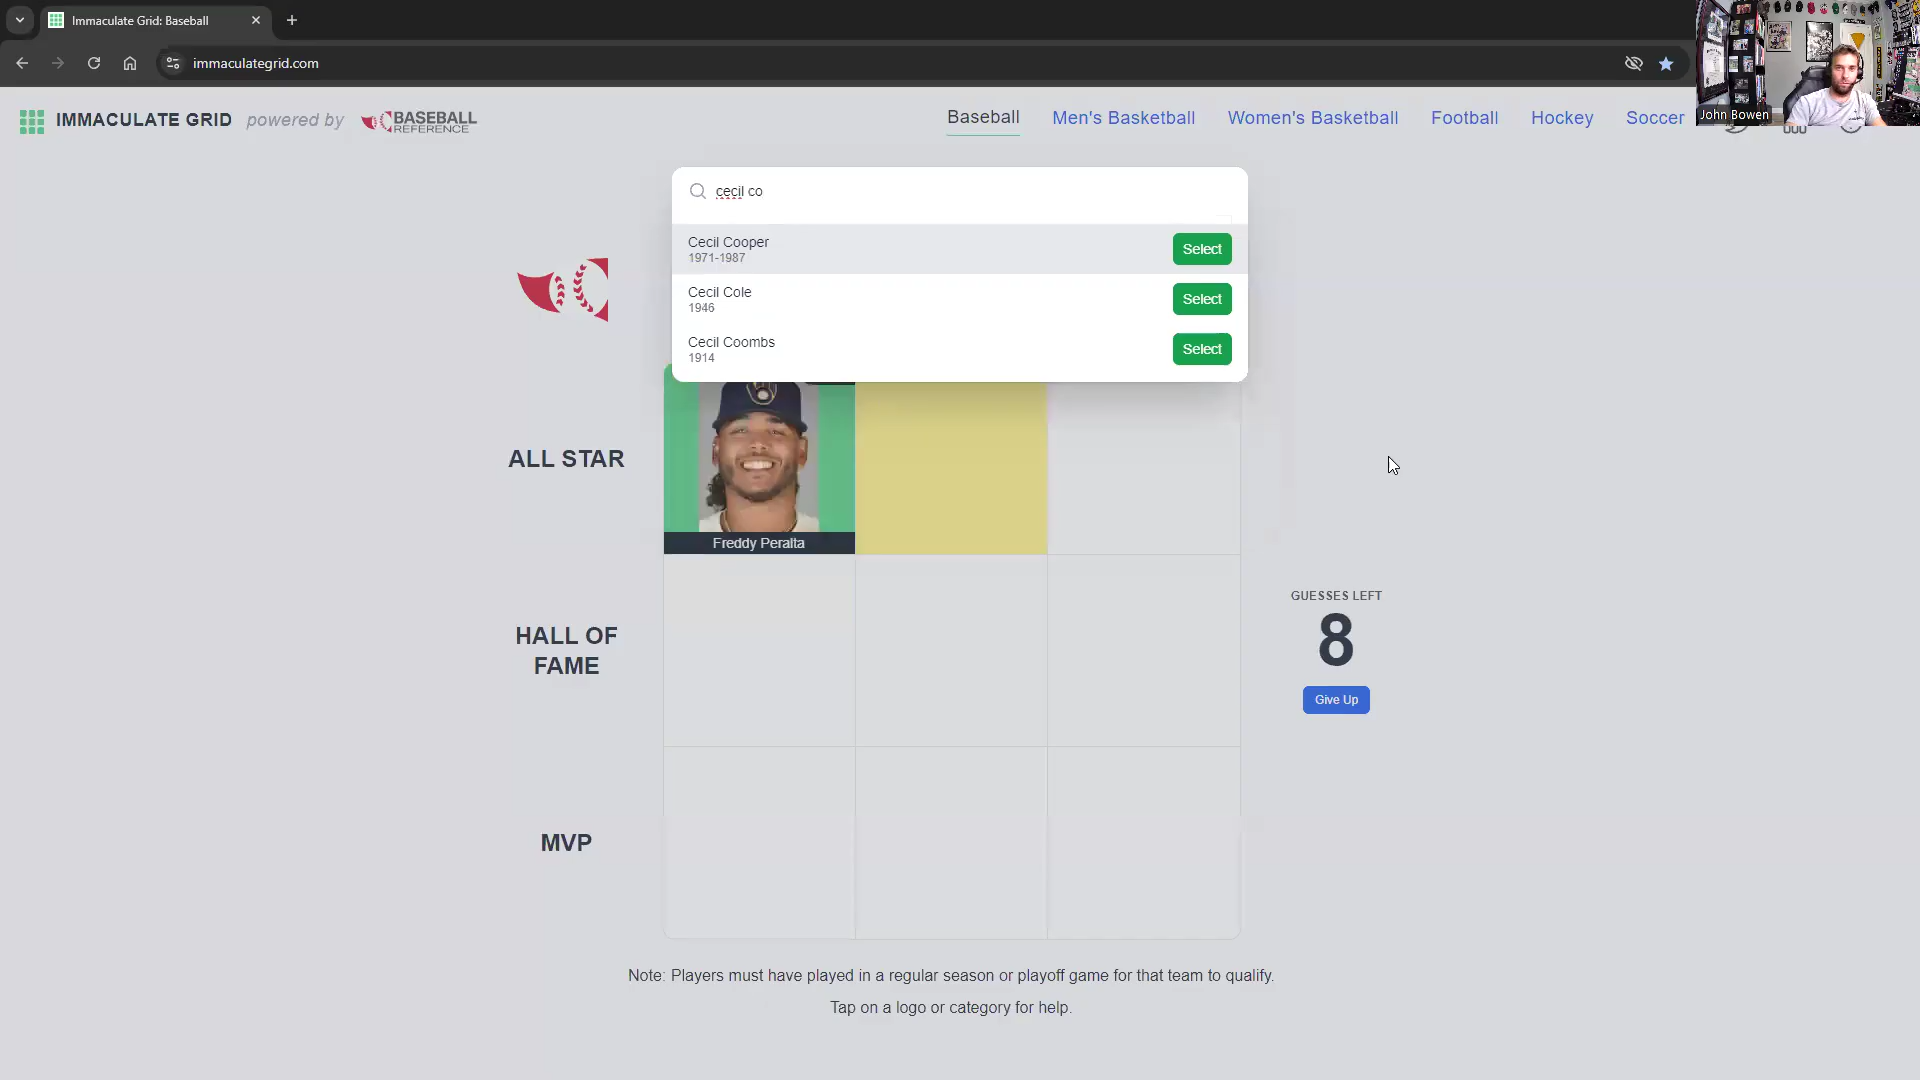 Immaculate Grid: Baseball
immaculategrid.com
IMMACULATE GRID powered by BASEBALL REFERENCE
Baseball
Men's Basketball
Women's Basketball
Football
Hockey
Soccer
John Bowen
cecil co
Cecil Cooper
1971-1987
Select
Cecil Cole
1946
Select
Cecil Coombs
1914
Select
ALL STAR
Freddy Peralta
HALL OF
FAME
GUESSES LEFT
8
Give Up
MVP
Note: Players must have played in a regular season or playoff game for that team to qualify.
Tap on a logo or category for help.